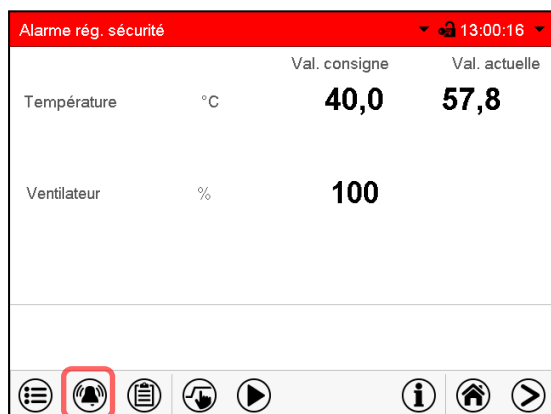 Alarme rég. sécurité 13:00:16
Val. consigne Val. actuelle
Température °C 40,0 57,8
Ventilateur % 100